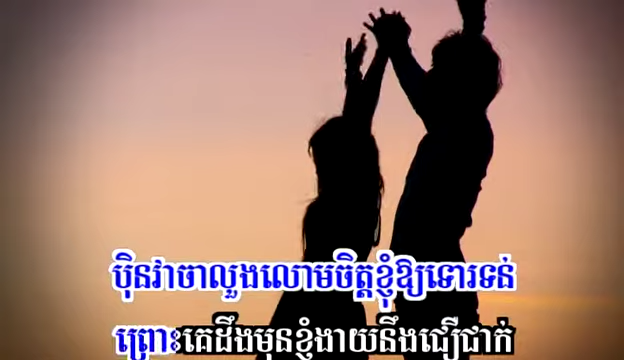 ប៉ិនវាចាលួងលោមចិត្តខ្ញុំឱ្យទោរទន់
ព្រោះគេដឹងមុនខ្ញុំងាយនឹងជឿជាក់